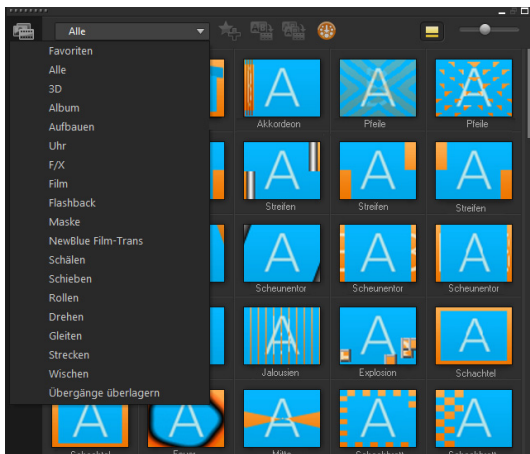 Alle
Favoriten
Alle
3D
Album
Aufbauen
Uhr
F/X
Film
Flashback
Maske
NewBlue Film-Trans
Schälen
Schieben
Rollen
Drehen
Gleiten
Strecken
Wischen
Übergänge überlagern
A A A
Akkordeon Pfeile Pfeile
A A A
Streifen Streifen Streifen
A A A
Scheunentor Scheunentor Scheunentor
A A A
Jalousien Explosion Schachtel
A A A A A